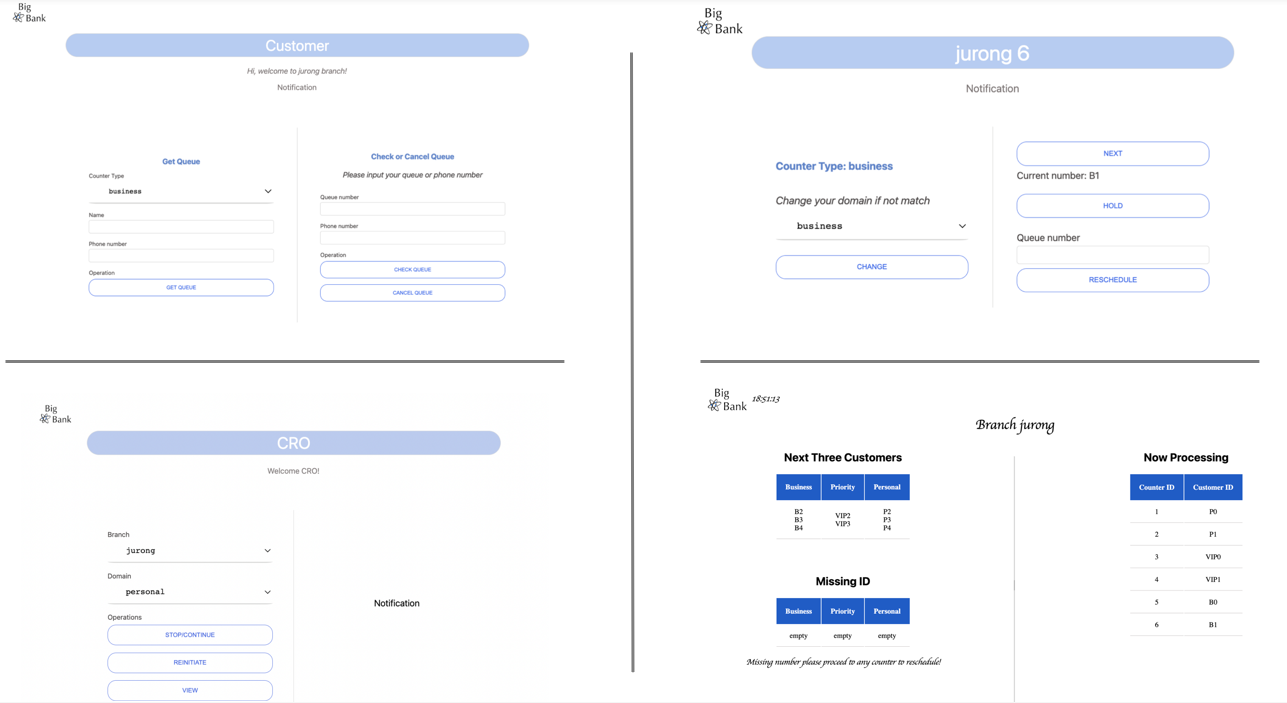 Big
Bank
Customer
Hi, welcome to jurong branch!
Notification
Get Queue
Counter Type
business
Name
Phone number
Operation
GET QUEUE
Check or Cancel Queue
Please input your queue or phone number
Queue number
Phone number
Operation
CHECK QUEUE
CANCEL QUEUE
Big
Bank
jurong 6
Notification
Counter Type: business
Change your domain if not match
business
CHANGE
NEXT
Current number: B1
HOLD
Queue number
RESCHEDULE
Big
Bank
CRO
Welcome CRO!
Branch
jurong
Domain
personal
Operations
STOP/CONTINUE
REINITIATE
VIEW
Notification
Big
Bank
18:51:13
Branch jurong
Next Three Customers
Business Priority Personal
B2 VIP2 P2
B3 VIP3 P3
B4 P4
Missing ID
Business Priority Personal
empty empty empty
Missing number please proceed to any counter to reschedule!
Now Processing
Counter ID Customer ID
1 P0
2 P1
3 VIP0
4 VIP1
5 B0
6 B1